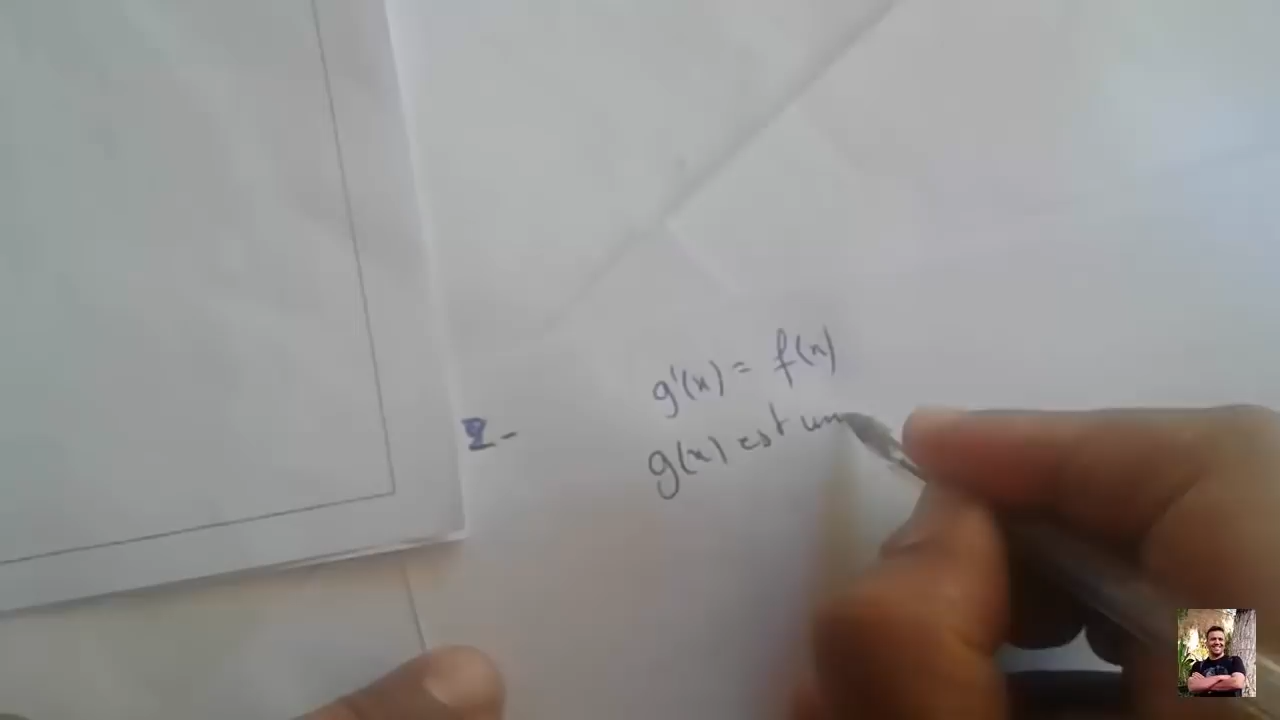 g'(x) = f(x)
2-
g(x) est un